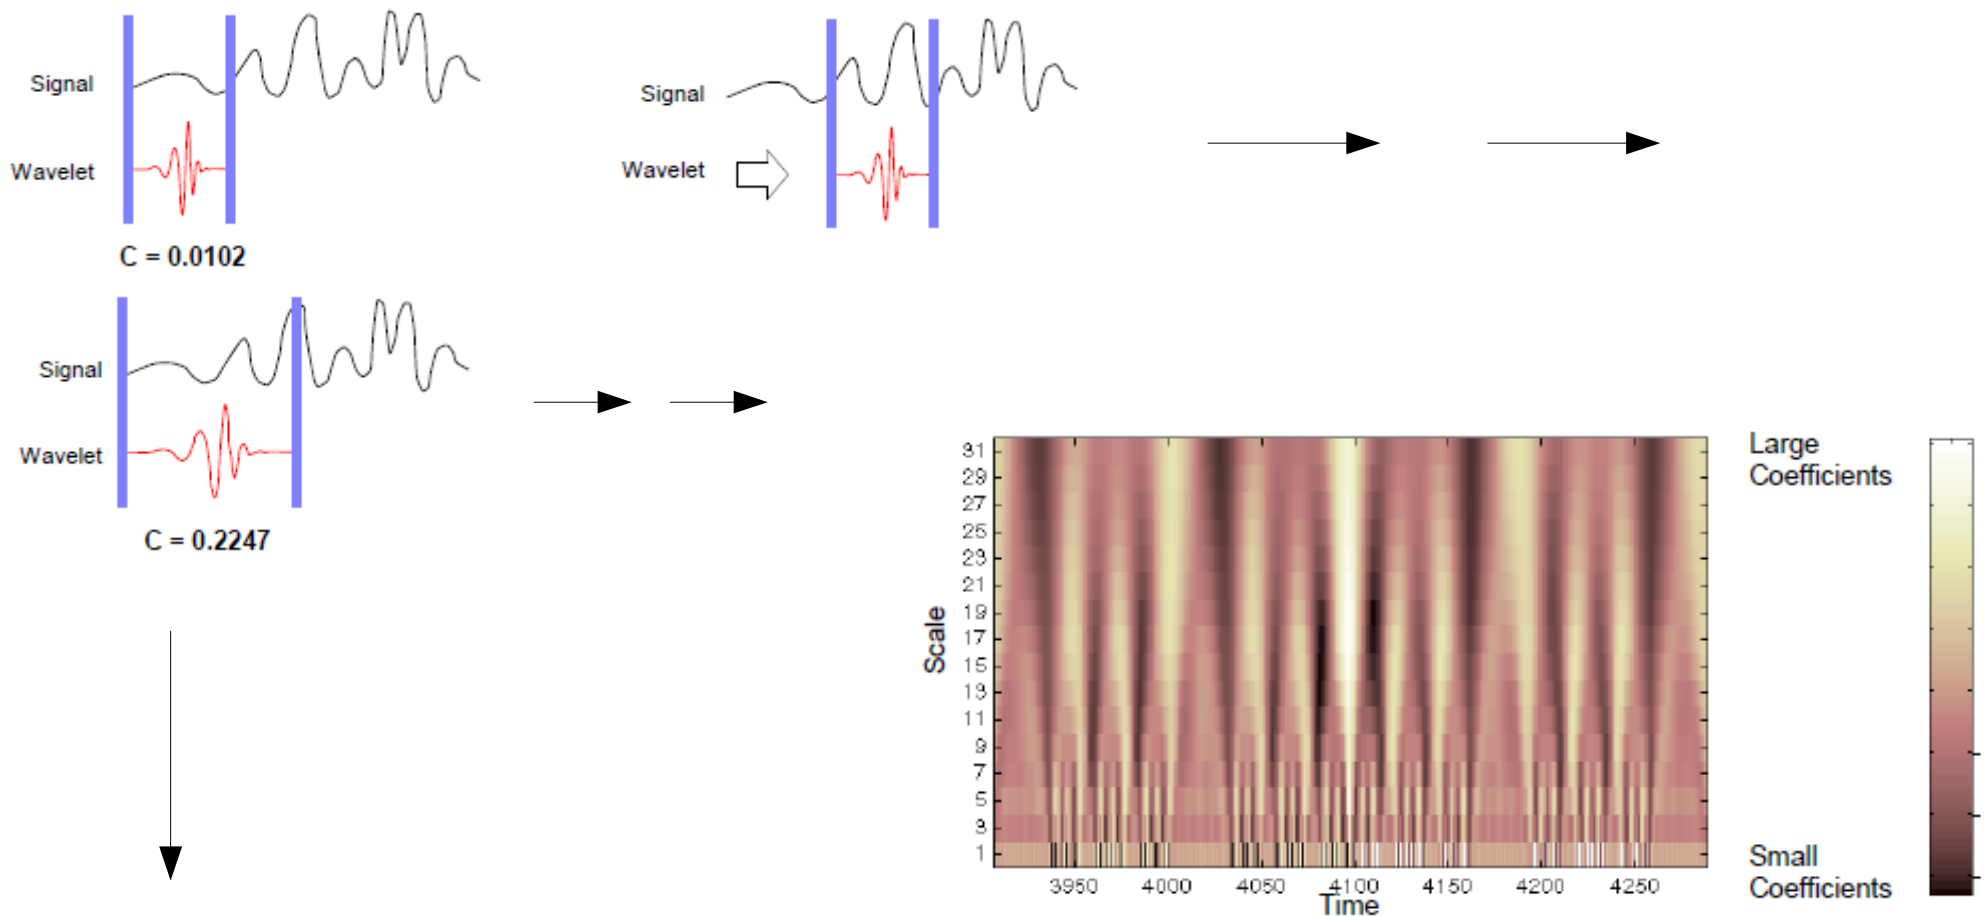 Signal
Wavelet
C = 0.0102
Signal
Wavelet
Signal
Wavelet
C = 0.2247
Scale
31
29
27
25
23
21
19
17
15
13
11
9
7
5
3
1
3950 4000 4050 4100 4150 4200 4250
Time
Large
Coefficients
Small
Coefficients